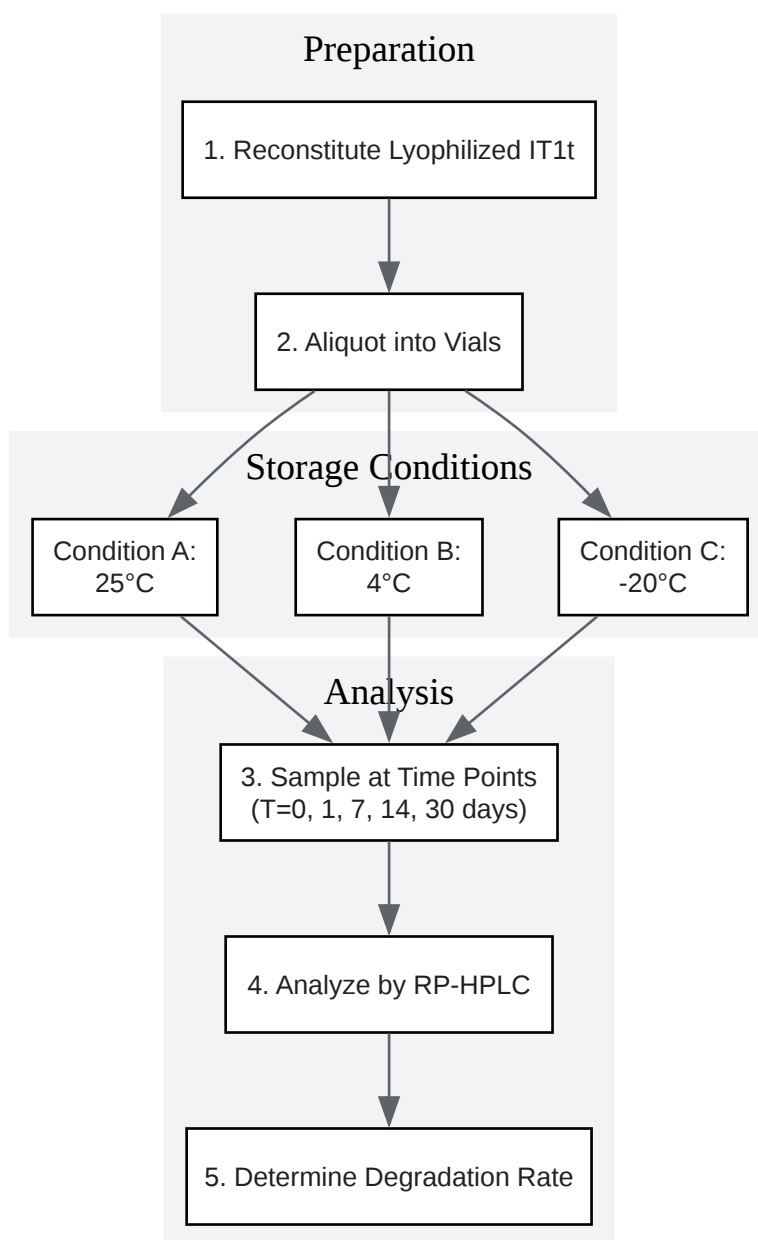 Preparation
1. Reconstitute Lyophilized IT1t
2. Aliquot into Vials
Storage Conditions
Condition A:
25°C
Condition B:
4°C
Condition C:
-20°C
Analysis
3. Sample at Time Points
(T=0, 1, 7, 14, 30 days)
4. Analyze by RP-HPLC
5. Determine Degradation Rate